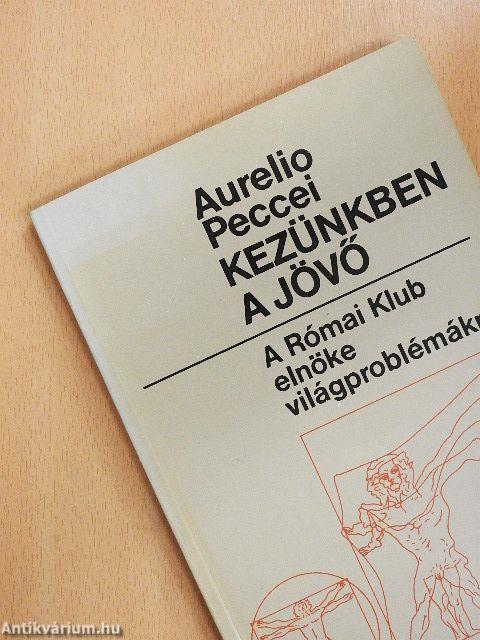 Aurelio
Peccei
KEZÜNKBEN
A JÖVŐ
A Római Klub
elnöke
Antikvárium.hu